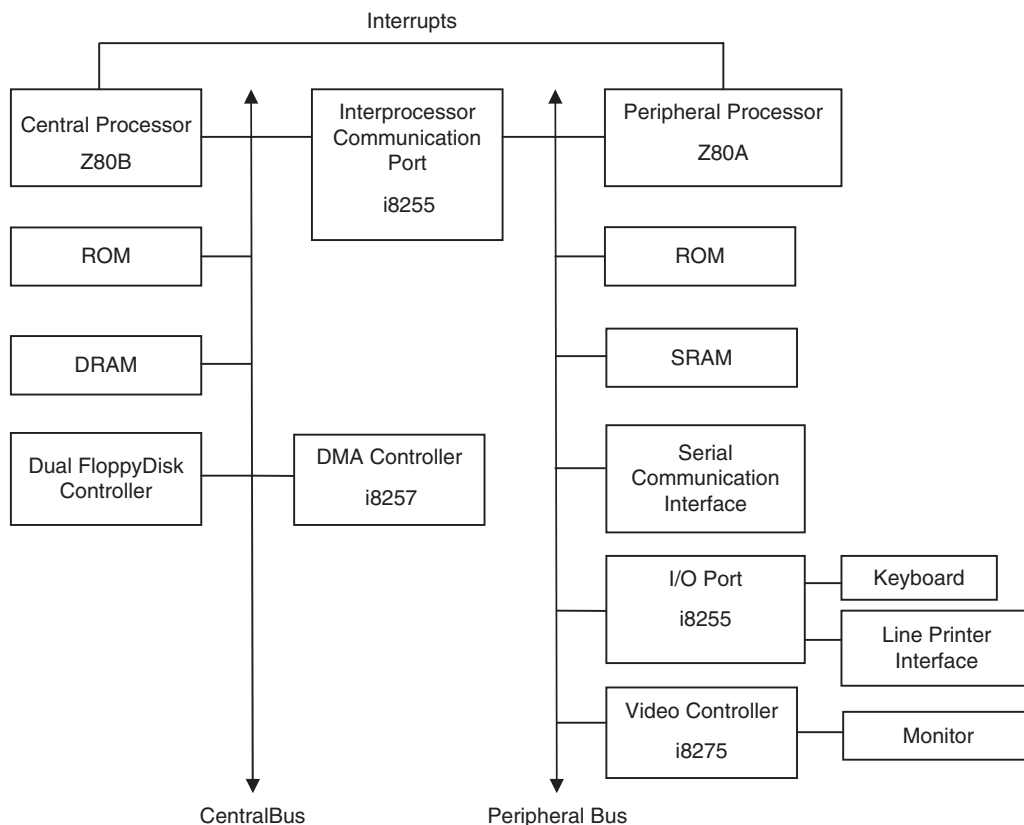 Interrupts
Central Processor
Z80B
Interprocessor
Communication
Port
i8255
Peripheral Processor
Z80A
ROM
ROM
DRAM
SRAM
Dual FloppyDisk
Controller
DMA Controller
i8257
Serial
Communication
Interface
I/O Port
i8255
Keyboard
Line Printer
Interface
Video Controller
i8275
Monitor
CentralBus
Peripheral Bus